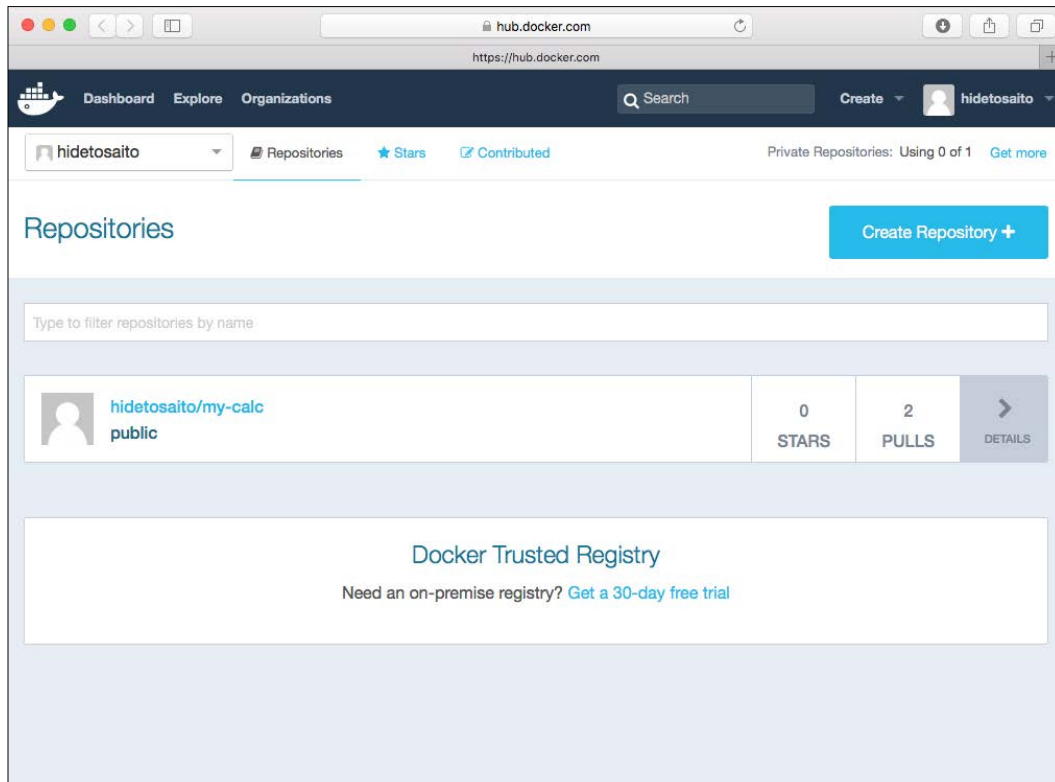 hub.docker.com
https://hub.docker.com
Dashboard Explore Organizations Search Create hidetosaito
hidetosaito Repositories Stars Contributed Private Repositories: Using 0 of 1 Get more
Repositories
Create Repository +
Type to filter repositories by name
hidetosaito/my-calc
public
0
STARS
2
PULLS
DETAILS
Docker Trusted Registry
Need an on-premise registry? Get a 30-day free trial